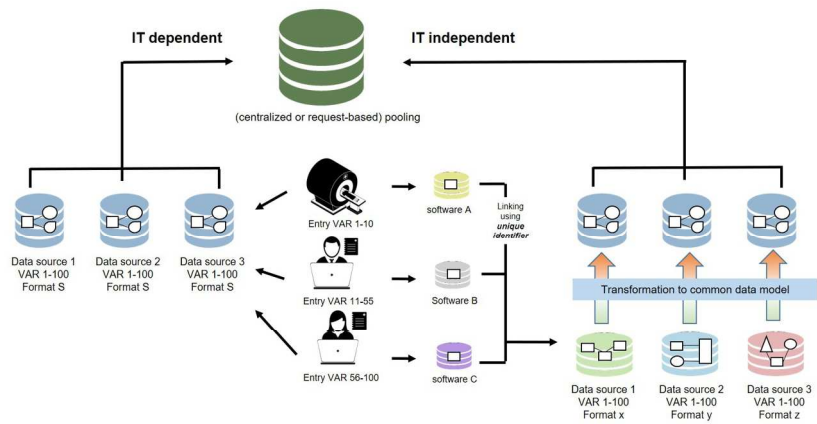 IT dependent
IT independent
(centralized or request-based) pooling
Entry VAR 1-10
software A
Linking
using
unique
identifier
Data source 1
VAR 1-100
Format S
Data source 2
VAR 1-100
Format S
Data source 3
VAR 1-100
Format S
Entry VAR 11-55
Software B
Entry VAR 56-100
software C
Transformation to common data model
Data source 1
VAR 1-100
Format x
Data source 2
VAR 1-100
Format y
Data source 3
VAR 1-100
Format z